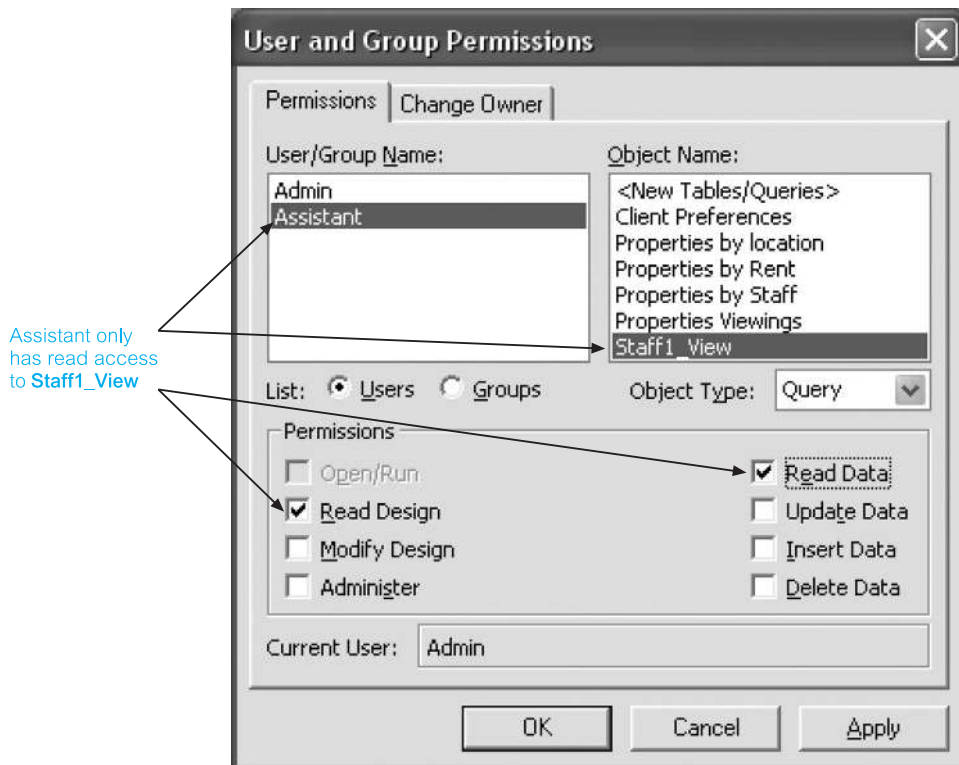 User and Group Permissions
Permissions
Change Owner
User/Group Name:
Object Name:
Admin
Assistant
<New Tables/Queries>
Client Preferences
Properties by location
Properties by Rent
Properties by Staff
Properties Viewings
Staff1_View
Assistant only
has read access
to Staff1_View
List: Users Groups
Object Type: Query
Permissions
Open/Run
Read Design
Modify Design
Administer
Read Data
Update Data
Insert Data
Delete Data
Current User: Admin
OK Cancel Apply